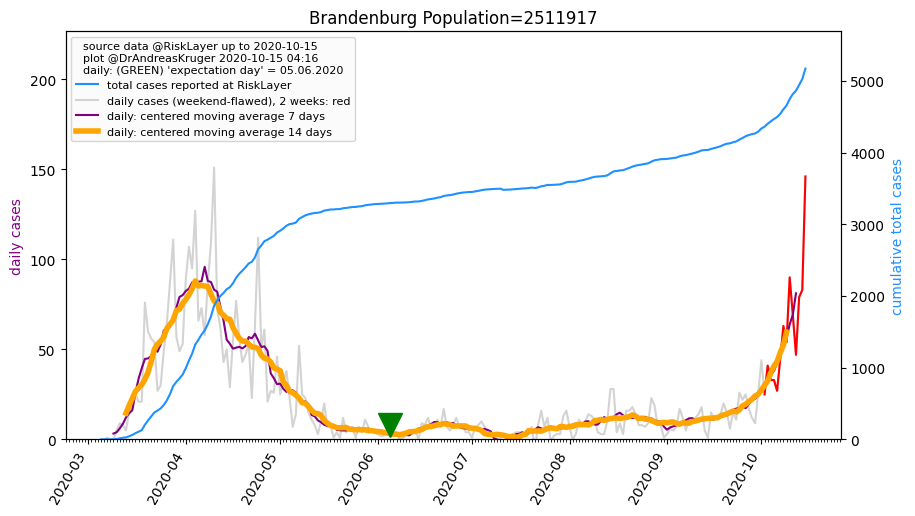 Brandenburg Population=2511917
source data @RiskLayer up to 2020-10-15
plot @DrAndreasKruger 2020-10-15 04:16
daily: (GREEN) 'expectation day' = 05.06.2020
total cases reported at RiskLayer
daily cases (weekend-flawed), 2 weeks: red
daily: centered moving average 7 days
daily: centered moving average 14 days
daily cases
200
150
100
50
0
cumulative total cases
5000
4000
3000
2000
1000
0
2020-03
2020-04
2020-05
2020-06
2020-07
2020-08
2020-09
2020-10